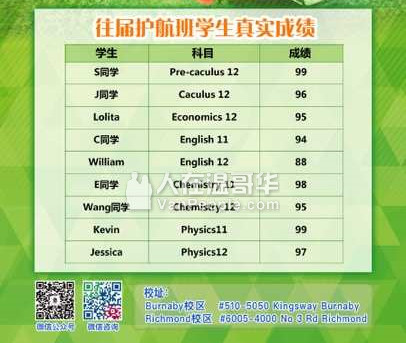 往届护航班学生真实成绩
学生 科目 成绩
S同学 Pre-caculus 12 99
J同学 Caculus 12 96
Lolita Economics 12 95
C同学 English 11 94
William English 12 88
E同学 Chemistry 11 98
Wang同学 Chemistry 12 95
Kevin Physics11 99
Jessica Physics12 97
人在温哥华
VanPeople.com
微信公众号 微信咨询
校址:
Burnaby校区 #510-5050 Kingsway Burnaby
Richmond校区 #6005-4000 No 3 Rd Richmond